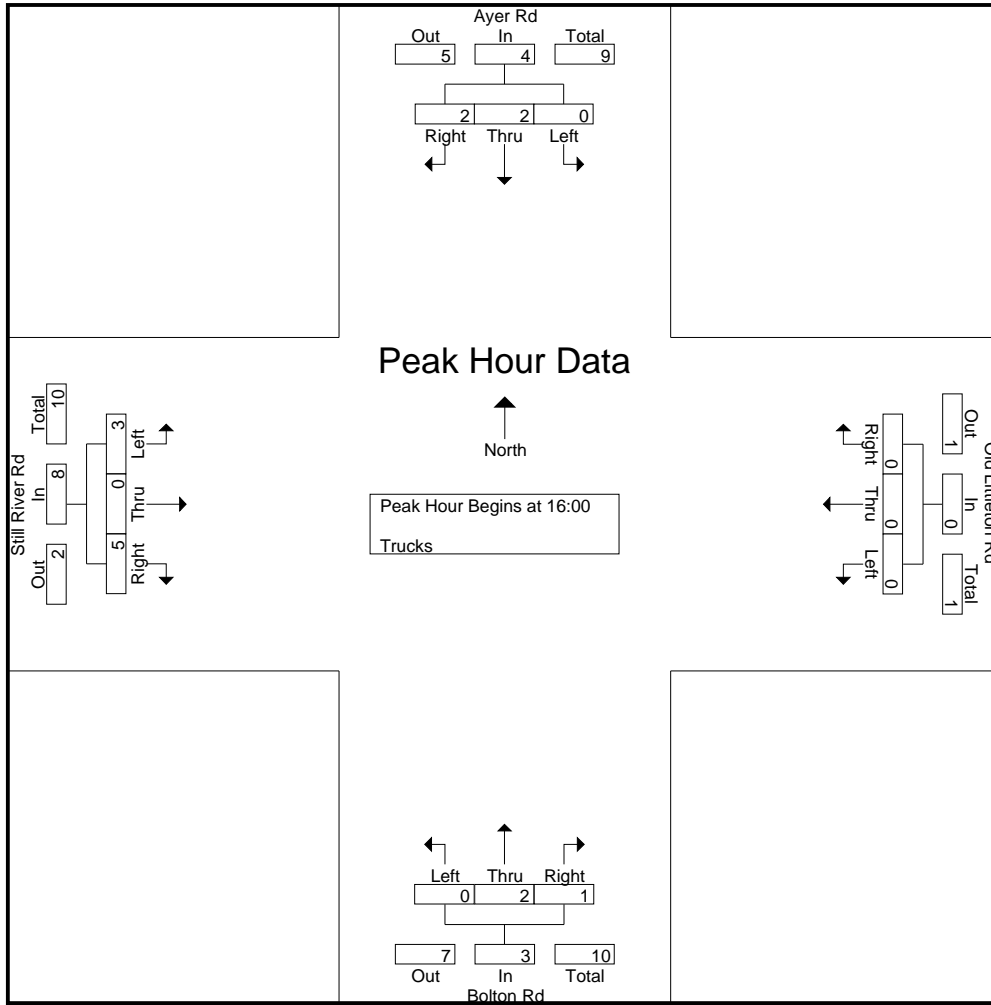 Ayer Rd
Out In Total
5 4 9
2 2 0
Right Thru Left
Peak Hour Data
North
Peak Hour Begins at 16:00
Trucks
Still River Rd
Total In Out
10 8 2
3 0 5
Left Thru Right
Old Littleton Rd
Out In Total
1 0 1
0 0 0
Right Thru Left
Left Thru Right
0 2 1
7 3 10
Out In Total
Bolton Rd